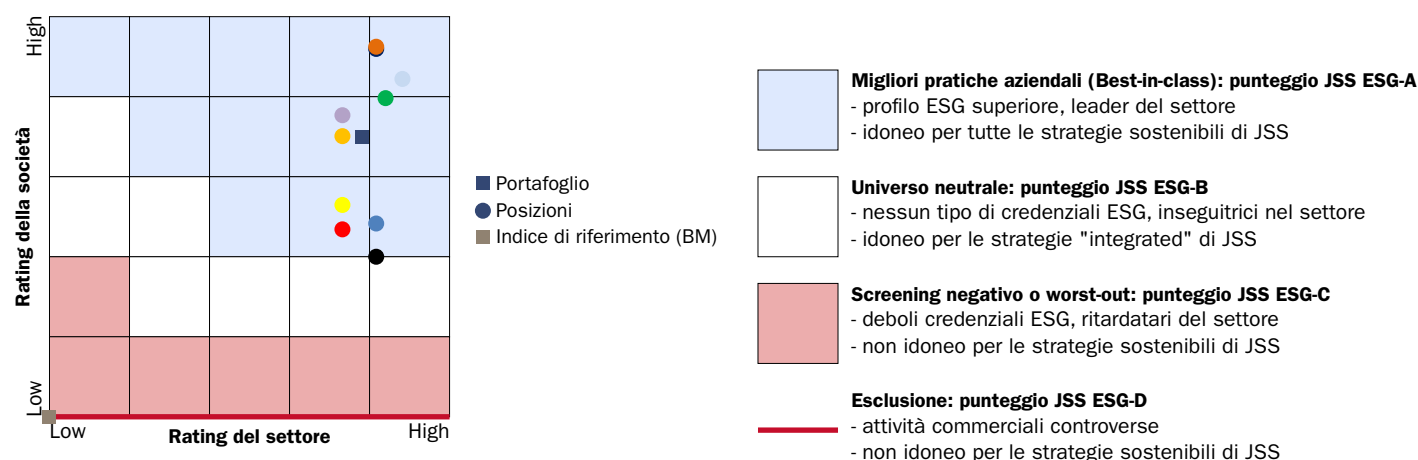 High
Rating della società
Low
Low
Rating del settore
High
Portafoglio
Posizioni
Indice di riferimento (BM)
Migliori pratiche aziendali (Best-in-class): punteggio JSS ESG-A
- profilo ESG superiore, leader del settore
- idoneo per tutte le strategie sostenibili di JSS
Universo neutrale: punteggio JSS ESG-B
- nessun tipo di credenziali ESG, inseguitrici nel settore
- idoneo per le strategie "integrated" di JSS
Screening negativo o worst-out: punteggio JSS ESG-C
- deboli credenziali ESG, ritardatari del settore
- non idoneo per le strategie sostenibili di JSS
Esclusione: punteggio JSS ESG-D
- attività commerciali controverse
- non idoneo per le strategie sostenibili di JSS